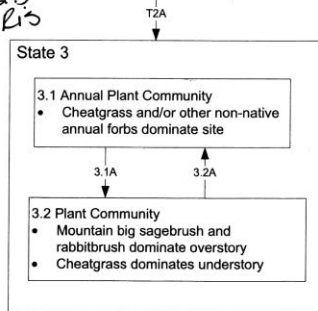 Ris
T2A
State 3
3.1 Annual Plant Community
• Cheatgrass and/or other non-native
annual forbs dominate site
3.1A
3.2A
3.2 Plant Community
• Mountain big sagebrush and
rabbitbrush dominate overstory
• Cheatgrass dominates understory